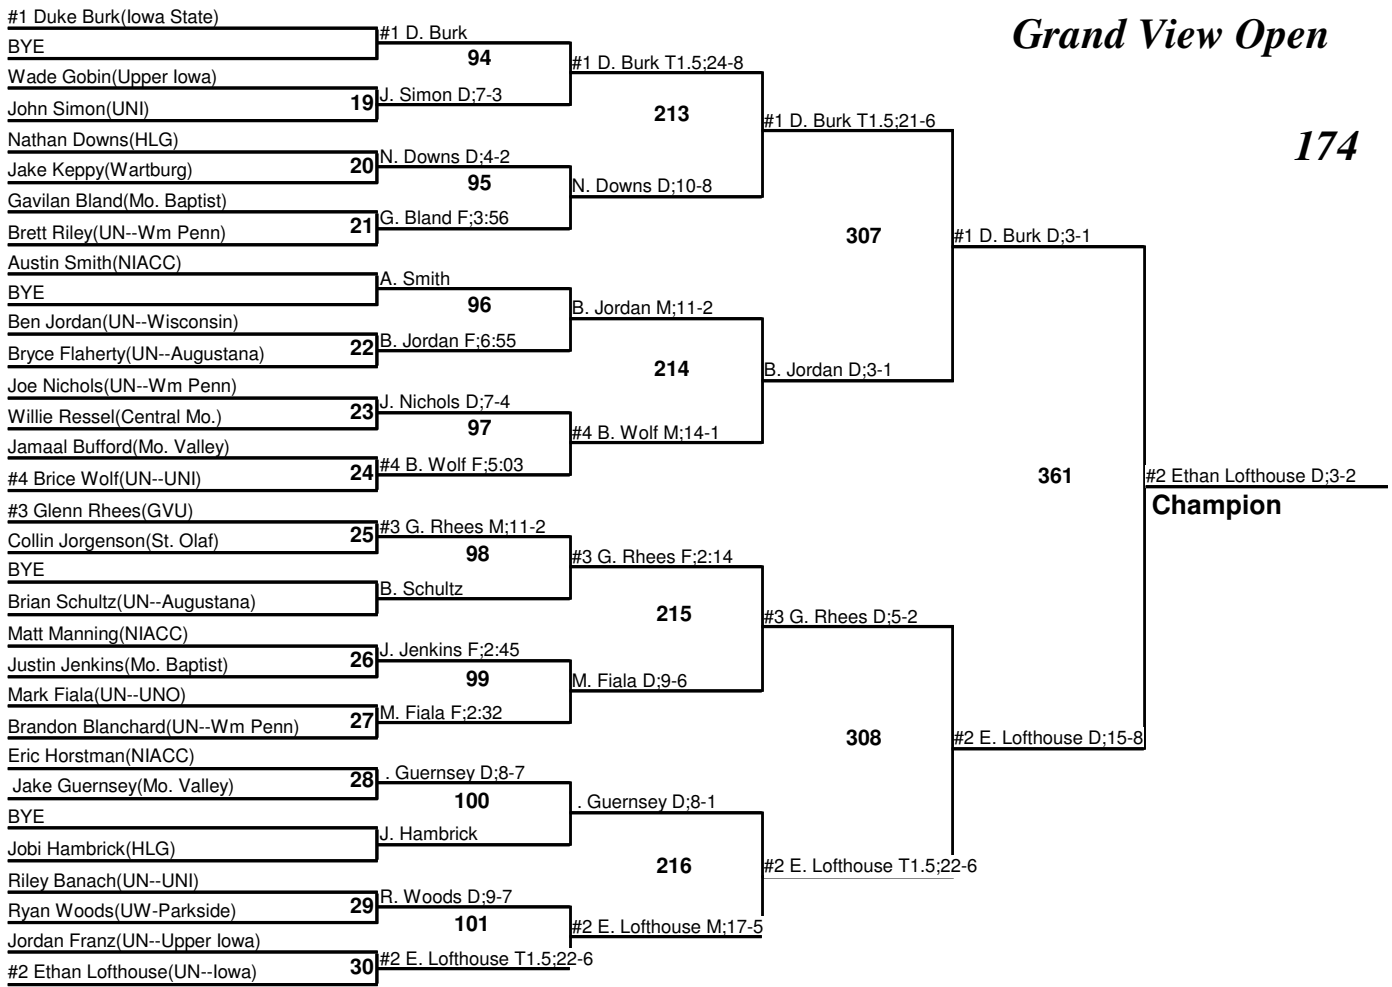 Grand View Open
174
#1 Duke Burk(Iowa State)
BYE
Wade Gobin(Upper Iowa)
John Simon(UNI)
Nathan Downs(HLG)
Jake Keppy(Wartburg)
Gavilan Bland(Mo. Baptist)
Brett Riley(UN--Wm Penn)
Austin Smith(NIACC)
BYE
Ben Jordan(UN--Wisconsin)
Bryce Flaherty(UN--Augustana)
Joe Nichols(UN--Wm Penn)
Willie Ressel(Central Mo.)
Jamaal Bufford(Mo. Valley)
#4 Brice Wolf(UN--UNI)
#3 Glenn Rhees(GVU)
Collin Jorgenson(St. Olaf)
BYE
Brian Schultz(UN--Augustana)
Matt Manning(NIACC)
Justin Jenkins(Mo. Baptist)
Mark Fiala(UN--UNO)
Brandon Blanchard(UN--Wm Penn)
Eric Horstman(NIACC)
Jake Guernsey(Mo. Valley)
BYE
Jobi Hambrick(HLG)
Riley Banach(UN--UNI)
Ryan Woods(UW-Parkside)
Jordan Franz(UN--Upper Iowa)
#2 Ethan Lofthouse(UN--Iowa)
19
20
21
22
23
24
25
26
27
28
29
30
#1 D. Burk
J. Simon D;7-3
N. Downs D;4-2
G. Bland F;3:56
A. Smith
B. Jordan F;6:55
J. Nichols D;7-4
#4 B. Wolf F;5:03
#3 G. Rhees M;11-2
B. Schultz
J. Jenkins F;2:45
M. Fiala F;2:32
. Guernsey D;8-7
J. Hambrick
R. Woods D;9-7
#2 E. Lofthouse T1.5;22-6
94
95
96
97
98
99
100
101
#1 D. Burk T1.5;24-8
N. Downs D;10-8
B. Jordan M;11-2
#4 B. Wolf M;14-1
#3 G. Rhees F;2:14
M. Fiala D;9-6
. Guernsey D;8-1
#2 E. Lofthouse M;17-5
213
214
215
216
#1 D. Burk T1.5;21-6
B. Jordan D;3-1
#3 G. Rhees D;5-2
#2 E. Lofthouse T1.5;22-6
307
308
#1 D. Burk D;3-1
#2 E. Lofthouse D;15-8
361
#2 Ethan Lofthouse D;3-2
Champion